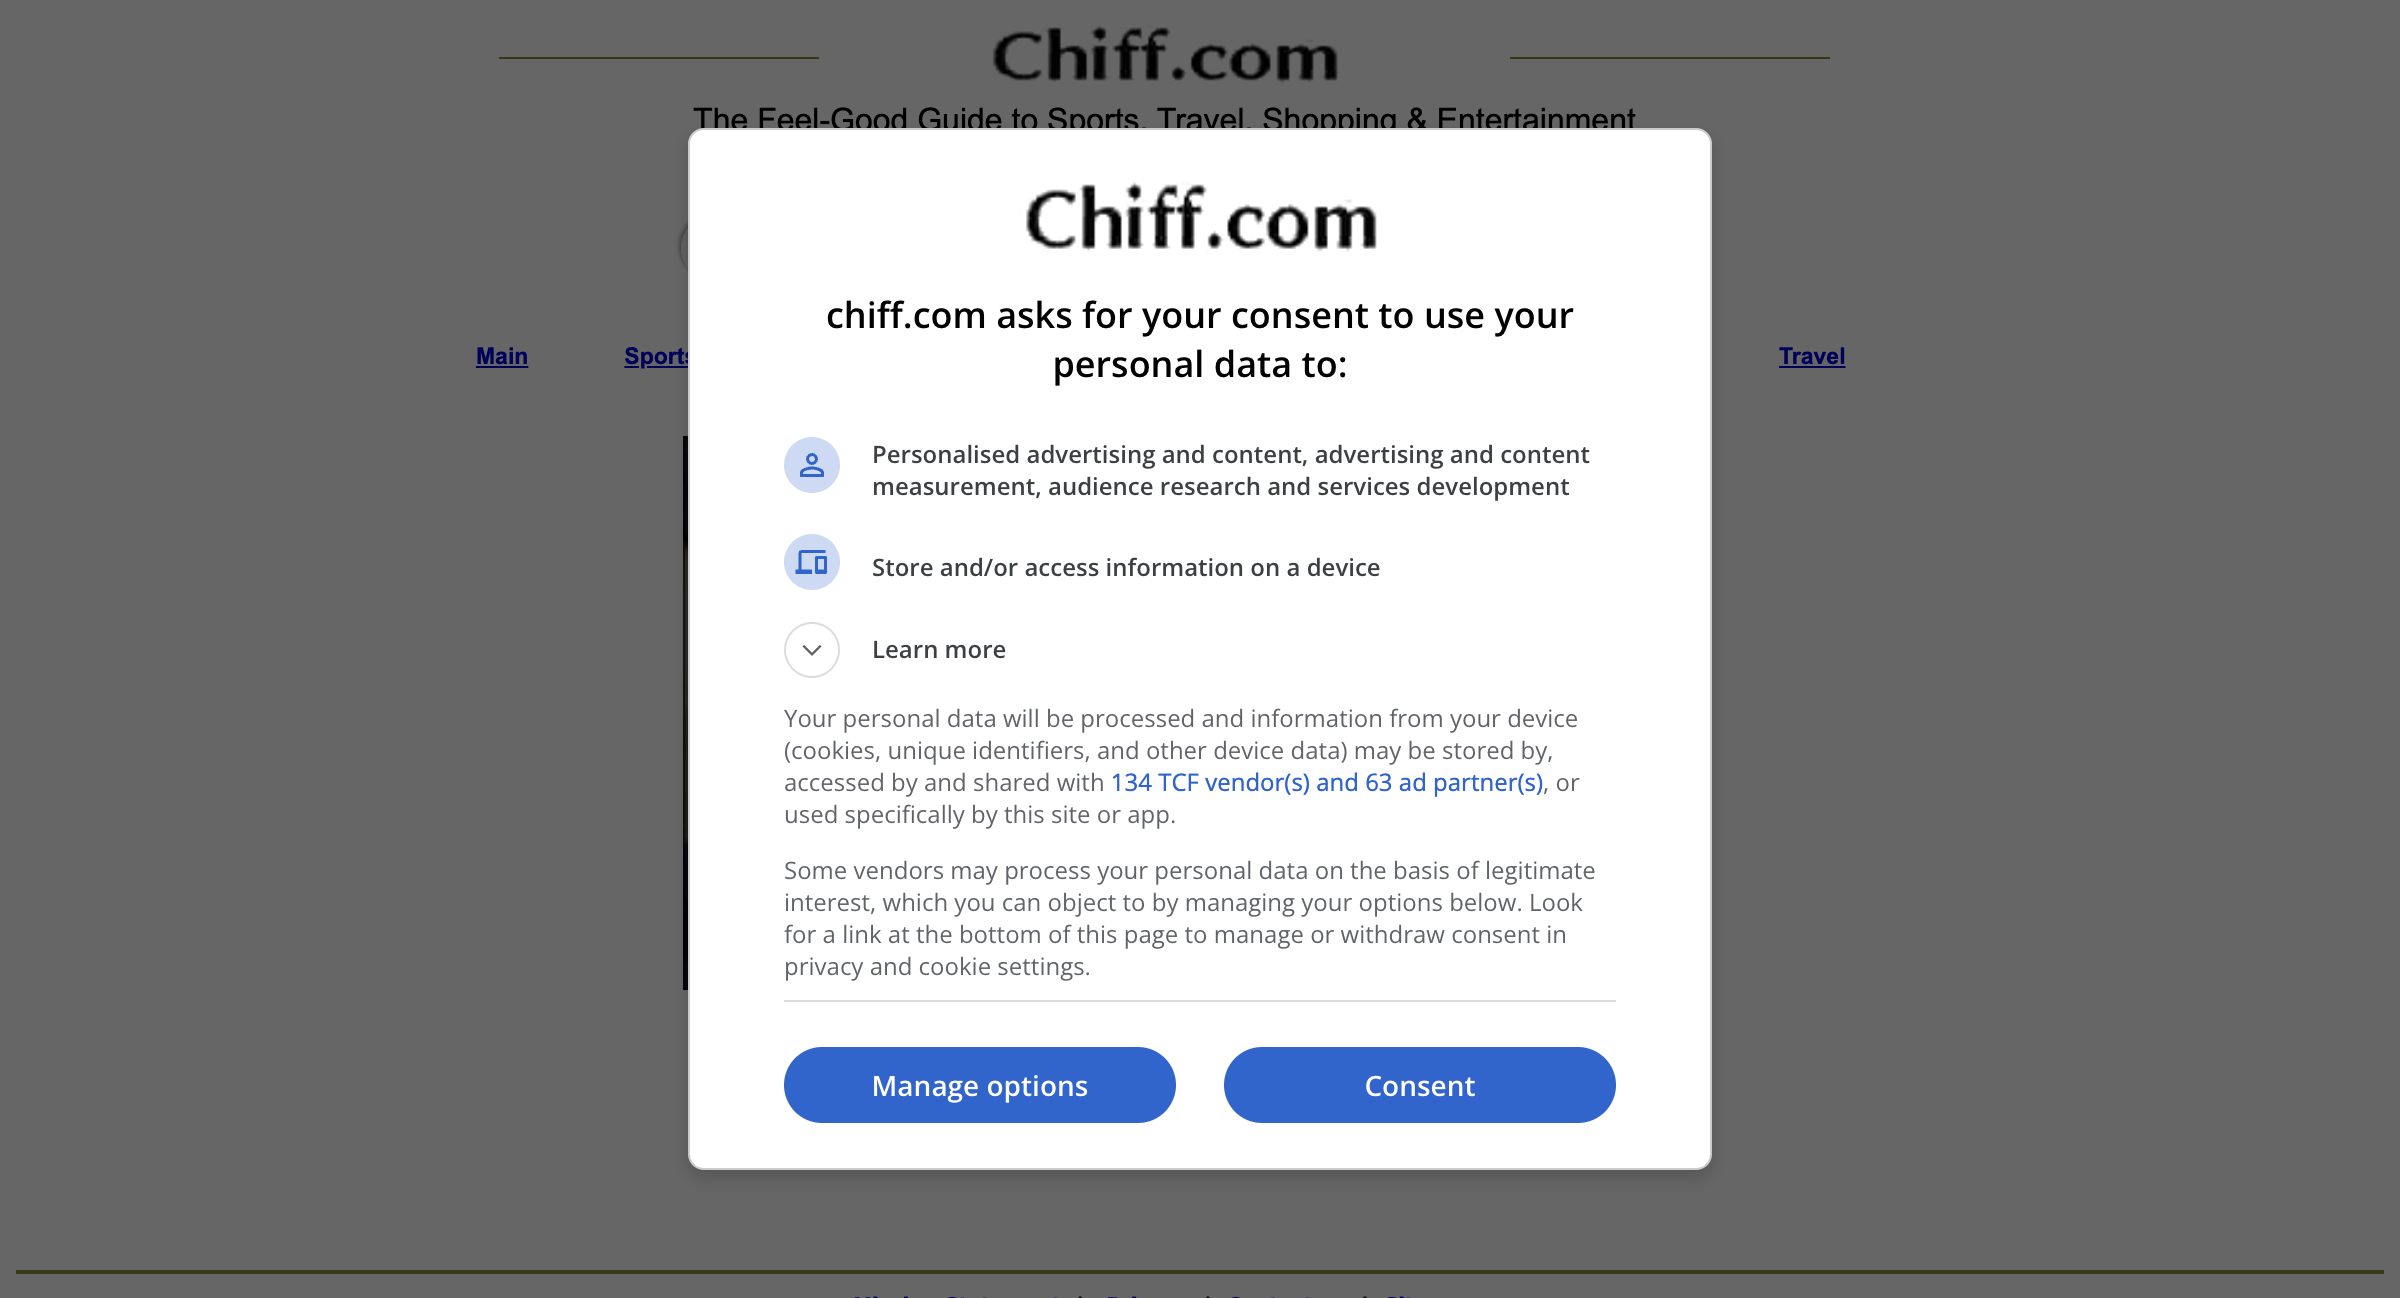 Chiff.com
The Feel-Good Guide to Sports, Travel, Shopping & Entertainment
Main Sports Travel
Chiff.com
chiff.com asks for your consent to use your
personal data to:
Personalised advertising and content, advertising and content
measurement, audience research and services development
Store and/or access information on a device
Learn more
Your personal data will be processed and information from your device
(cookies, unique identifiers, and other device data) may be stored by,
accessed by and shared with 134 TCF vendor(s) and 63 ad partner(s), or
used specifically by this site or app.
Some vendors may process your personal data on the basis of legitimate
interest, which you can object to by managing your options below. Look
for a link at the bottom of this page to manage or withdraw consent in
privacy and cookie settings.
Manage options Consent